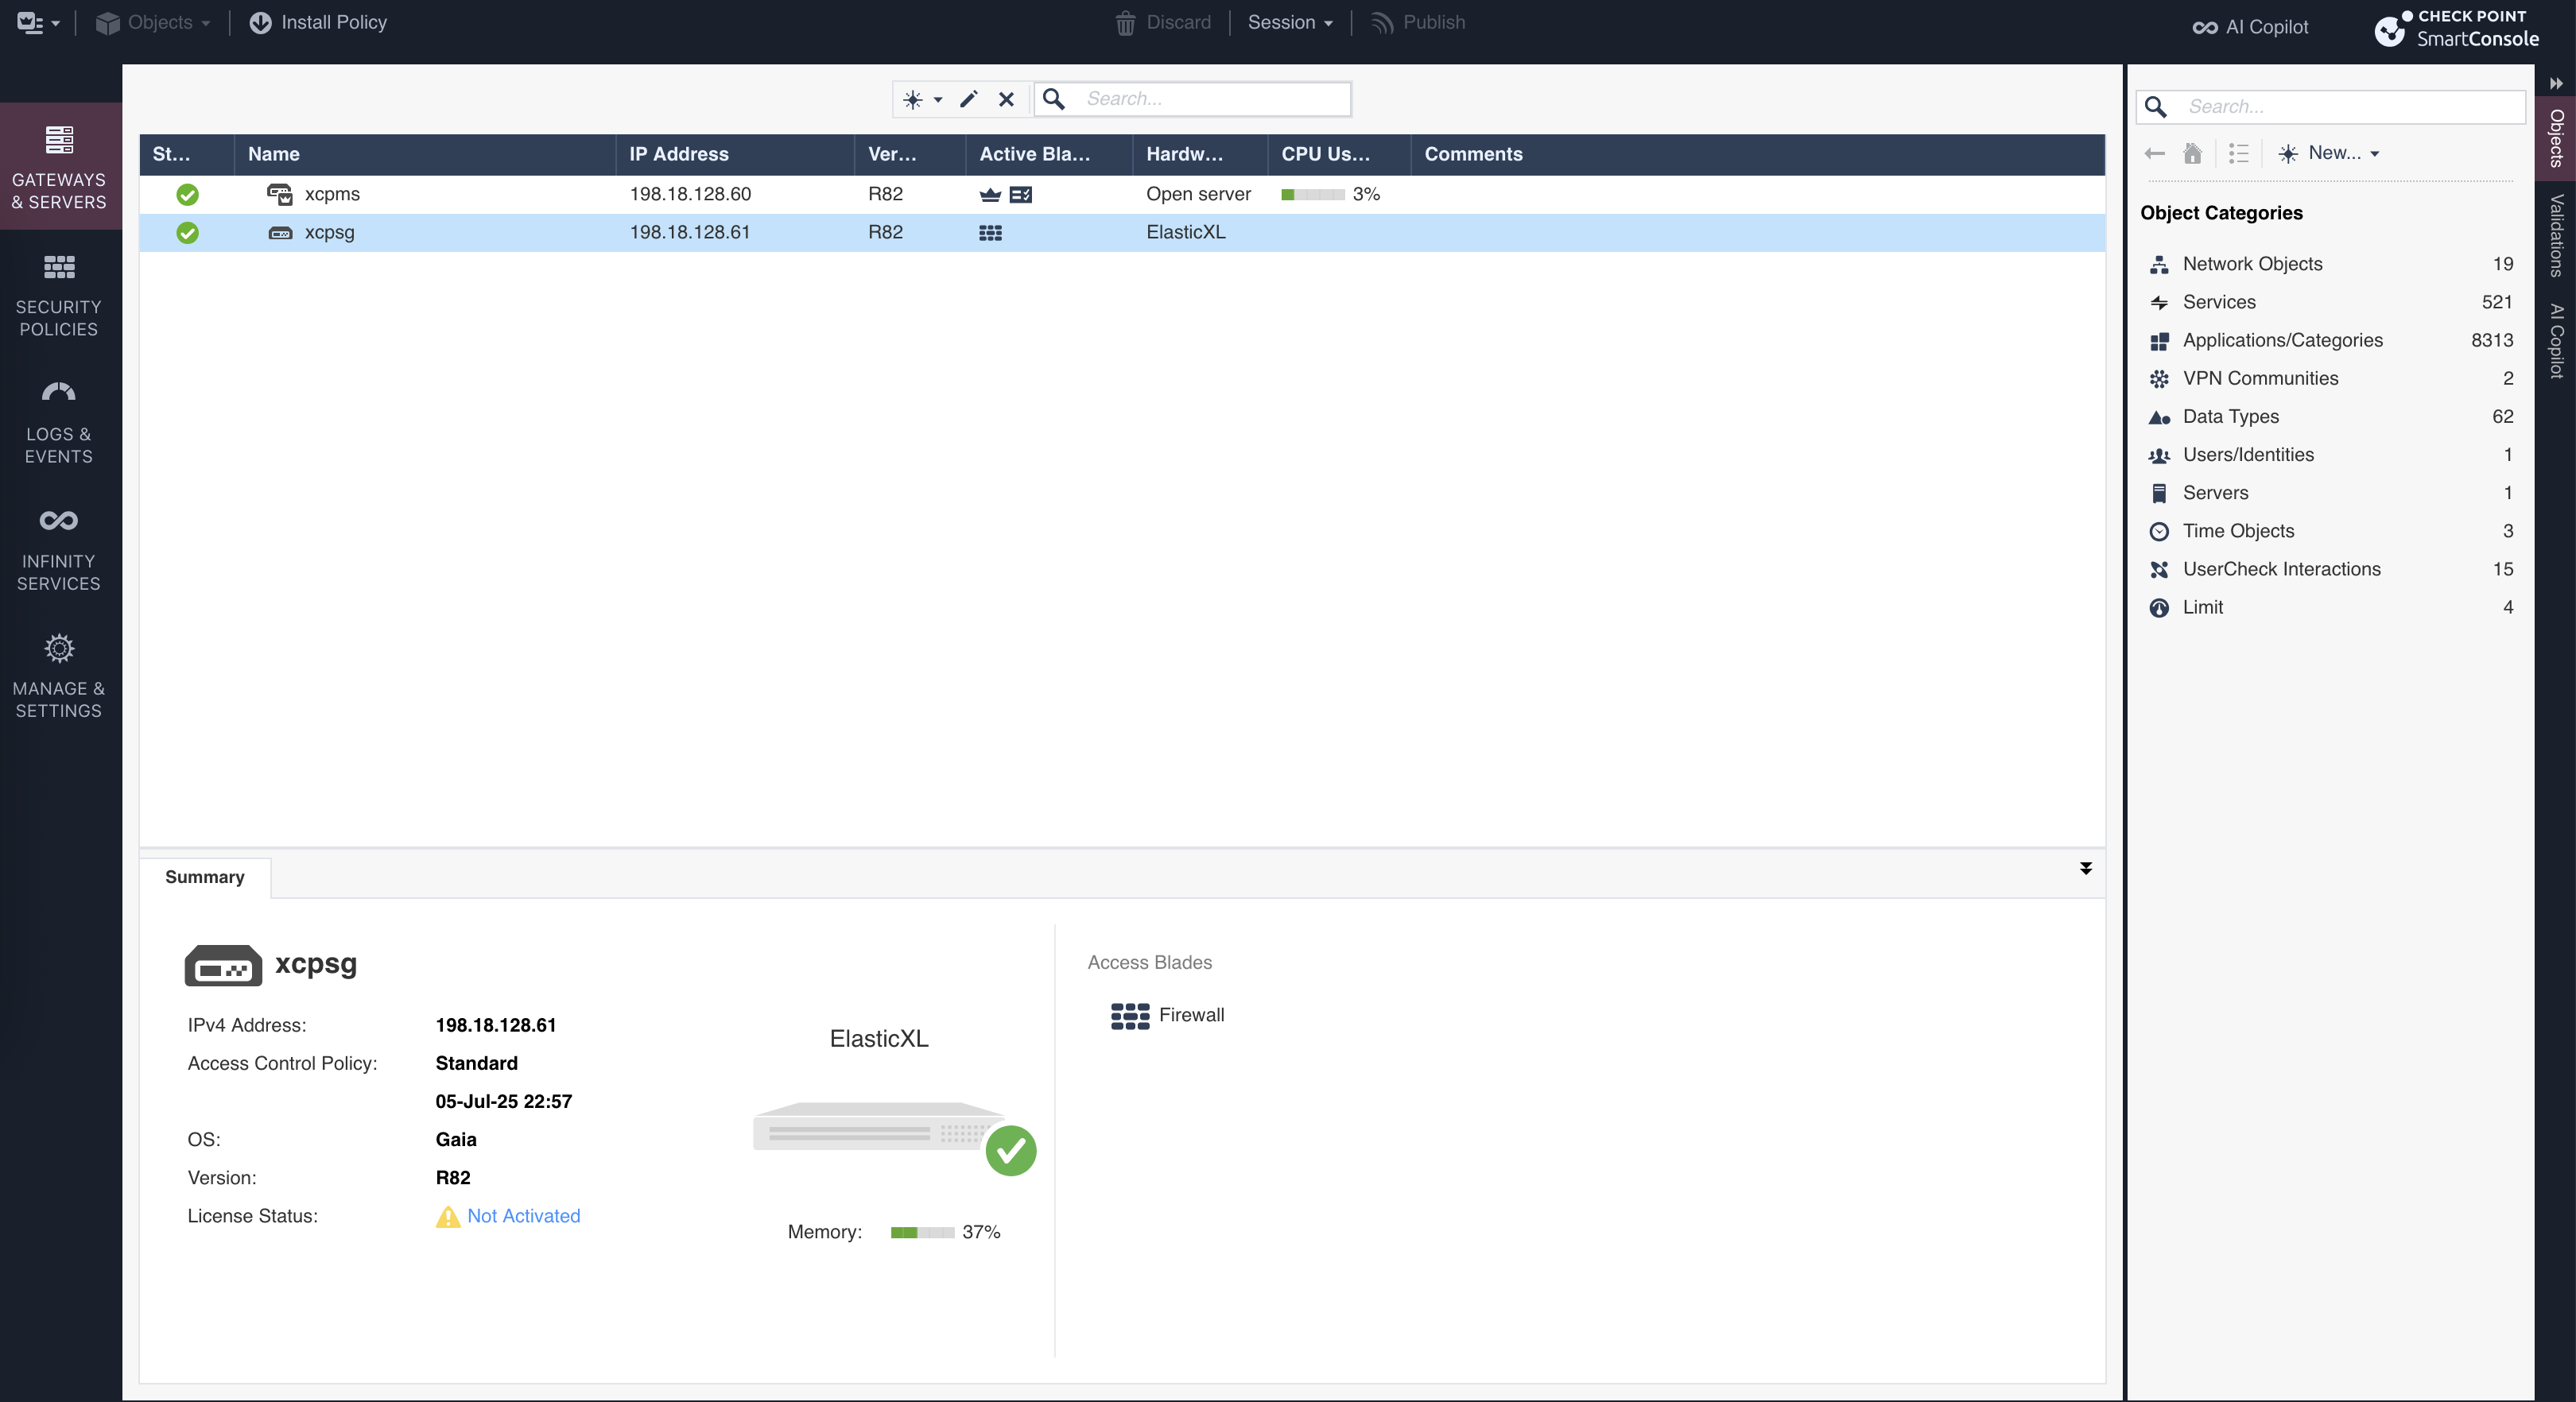 Objects
Install Policy
Discard
Session
Publish
AI Copilot
CHECK POINT
SmartConsole
GATEWAYS
& SERVERS
SECURITY
POLICIES
LOGS &
EVENTS
INFINITY
SERVICES
MANAGE &
SETTINGS
Search...
St... Name IP Address Ver... Active Bla... Hardw... CPU Us... Comments
xcpms 198.18.128.60 R82 Open server 3%
xcpsg 198.18.128.61 R82 ElasticXL
Summary
xcpsg
IPv4 Address: 198.18.128.61
Access Control Policy: Standard
05-Jul-25 22:57
OS: Gaia
Version: R82
License Status: Not Activated
ElasticXL
Memory: 37%
Access Blades
Firewall
Search...
New...
Object Categories
Network Objects 19
Services 521
Applications/Categories 8313
VPN Communities 2
Data Types 62
Users/Identities 1
Servers 1
Time Objects 3
UserCheck Interactions 15
Limit 4
Objects
Validations
AI Copilot